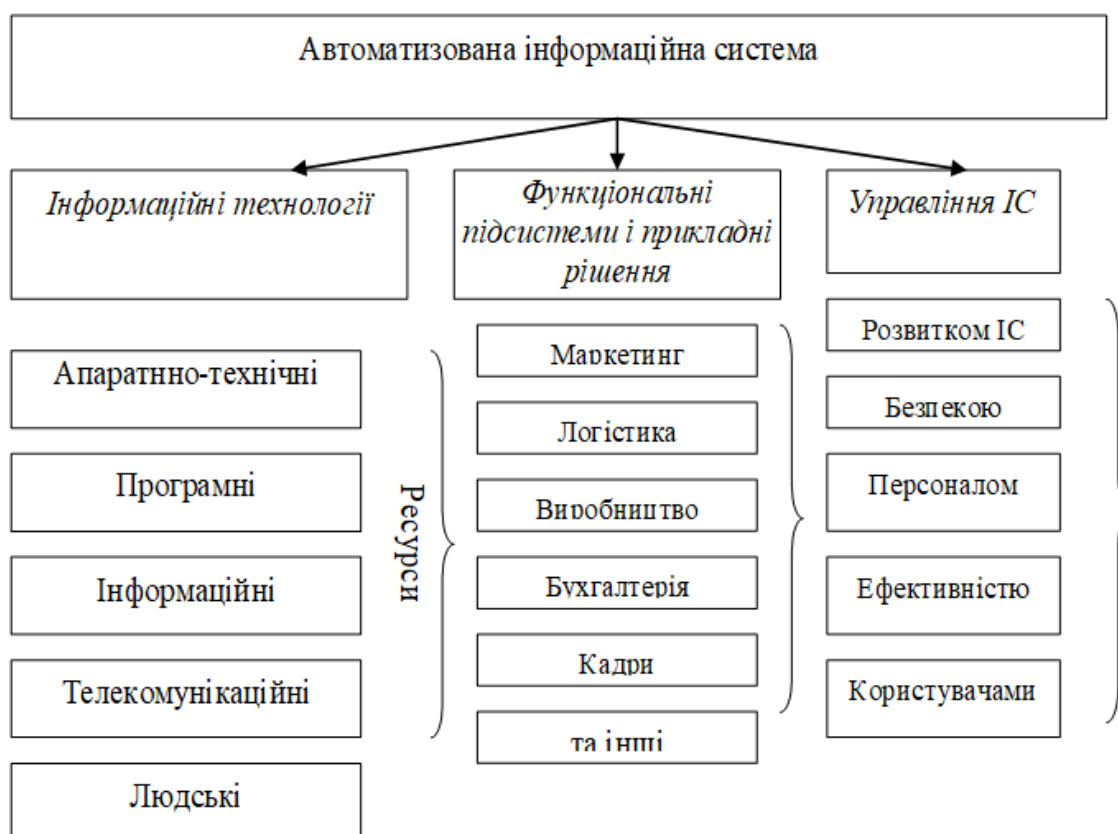 Автоматизована інформаційна система
Інформаційні технології
Функціональні
підсистеми і прикладні
рішення
Управління ІС
Апаратнно-технічні
Програмні
Інформаційні
Телекомунікаційні
Людські
Ресурси
Маркетинг
Логістика
Виробництво
Бухгалтерія
Кадри
та інші
Розвитком ІС
Безпекою
Персоналом
Ефективністю
Користувачами